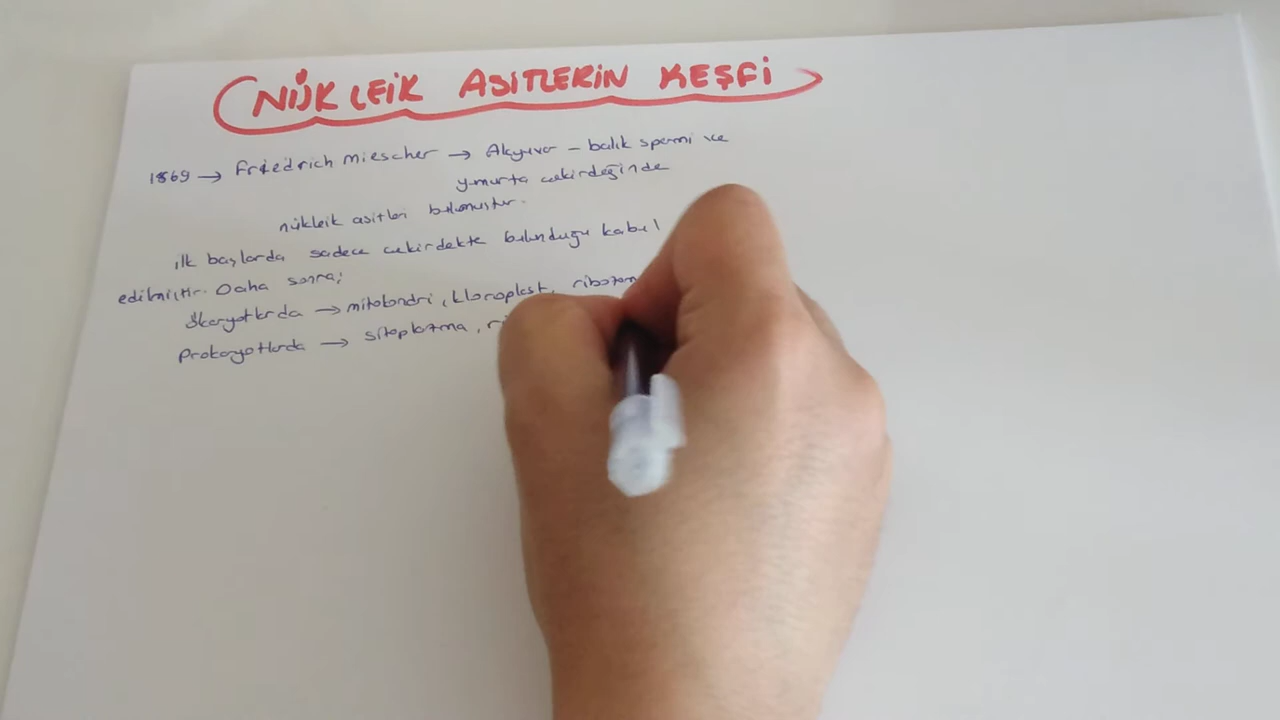 NÜKLEİK ASİTLERİN KEŞFİ
1869 → Friedrich Miescher → Akyuvar - balık spermi ve
yumurta çekirdeğinde
nükleik asitleri bulmuştur.
ilk başlarda sadece çekirdekte bulunduğu kabul
edilmiştir. Daha sonra;
ökaryotlarda → mitokondri, kloroplast, ribozom
Prokaryotlarda → sitoplazma,